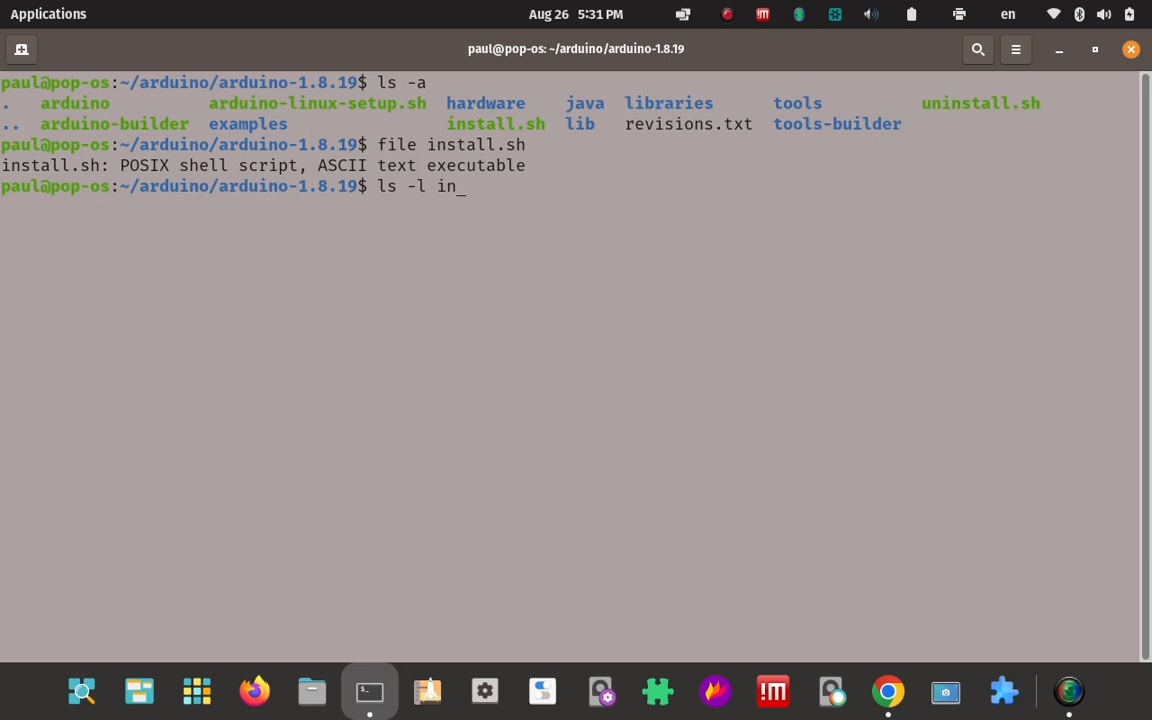 Applications
Aug 26 5:31 PM
en
paul@pop-os: ~/arduino/arduino-1.8.19
paul@pop-os:~/arduino/arduino-1.8.19$ ls -a
. arduino arduino-linux-setup.sh hardware java libraries tools uninstall.sh
.. arduino-builder examples install.sh lib revisions.txt tools-builder
paul@pop-os:~/arduino/arduino-1.8.19$ file install.sh
install.sh: POSIX shell script, ASCII text executable
paul@pop-os:~/arduino/arduino-1.8.19$ ls -l in_